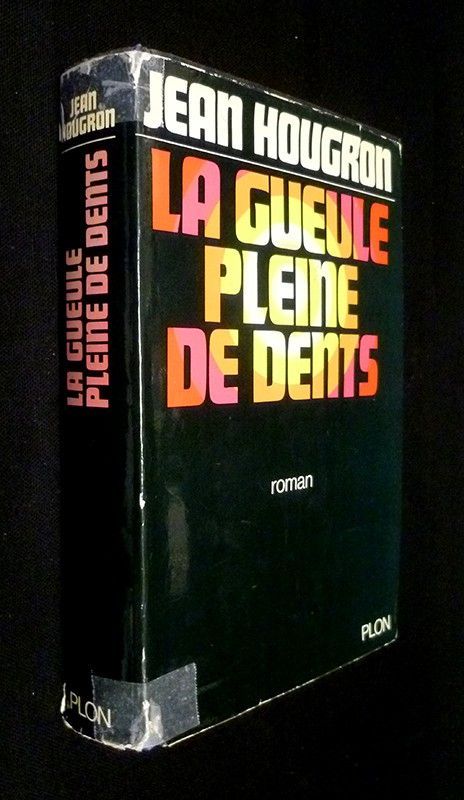 JEAN HOUGRON
LA GUEULE
PLEINE
DE DENTS
roman
PLON
JEAN
HOUGRON
LA GUEULE
PLEINE DE DENTS
PLON